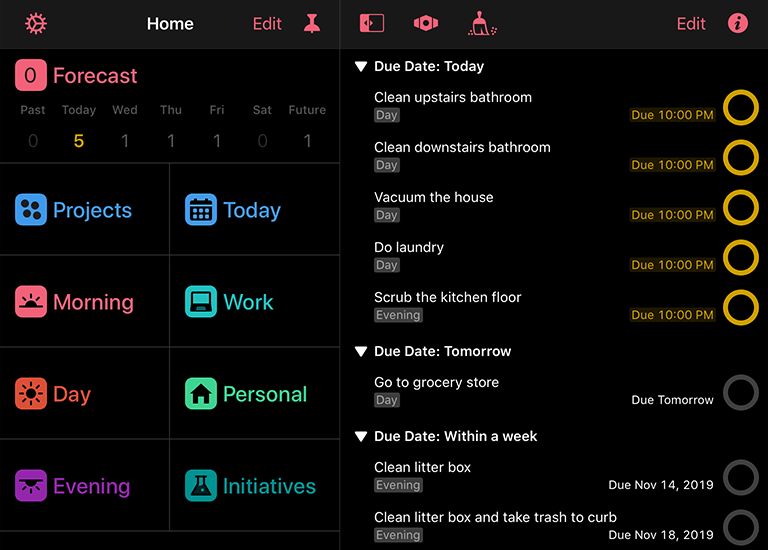 Home
Edit
0 Forecast
Past Today Wed Thu Fri Sat Future
0 5 1 1 1 0 1
Projects
Today
Morning
Work
Day
Personal
Evening
Initiatives
Edit
Due Date: Today
Clean upstairs bathroom
Day
Due 10:00 PM
Clean downstairs bathroom
Day
Due 10:00 PM
Vacuum the house
Day
Due 10:00 PM
Do laundry
Day
Due 10:00 PM
Scrub the kitchen floor
Evening
Due 10:00 PM
Due Date: Tomorrow
Go to grocery store
Day
Due Tomorrow
Due Date: Within a week
Clean litter box
Evening
Due Nov 14, 2019
Clean litter box and take trash to curb
Evening
Due Nov 18, 2019